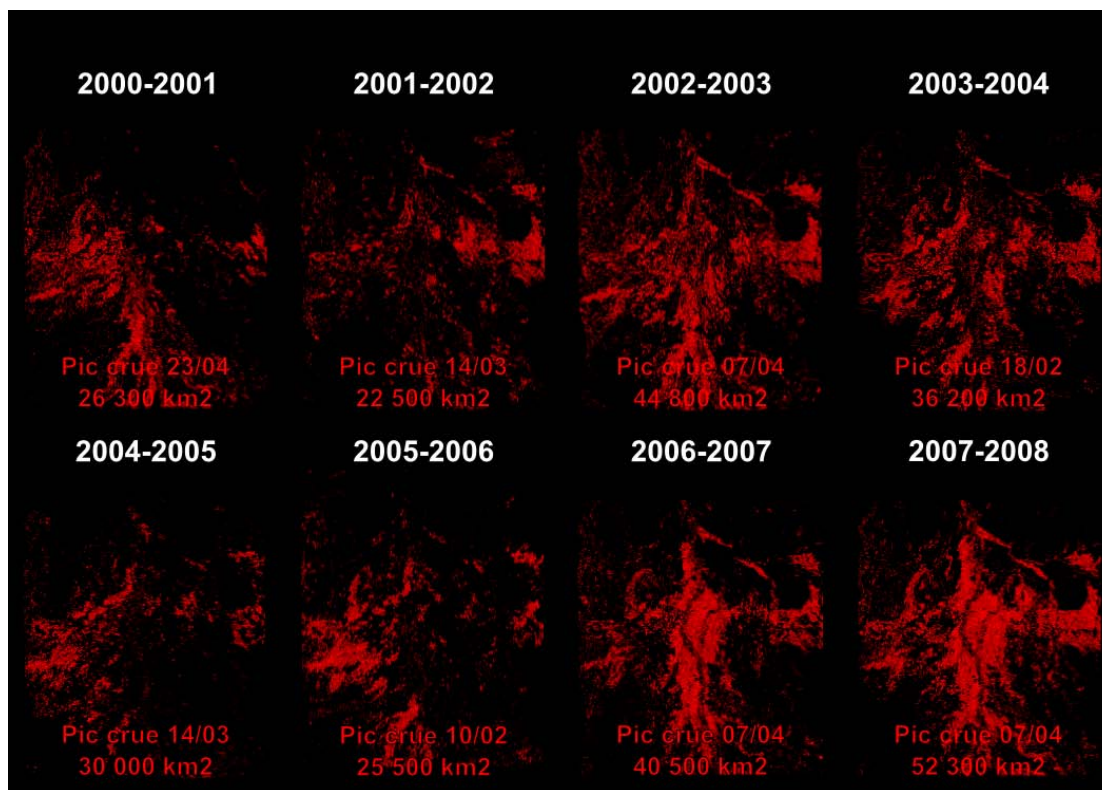 2000-2001
2001-2002
2002-2003
2003-2004
Pic crue 23/04
26 300 km2
Pic crue 14/03
22 500 km2
Pic crue 07/04
44 800 km2
Pic crue 18/02
36 200 km2
2004-2005
2005-2006
2006-2007
2007-2008
Pic crue 14/03
30 000 km2
Pic crue 10/02
25 500 km2
Pic crue 07/04
40 500 km2
Pic crue 07/04
52 300 km2